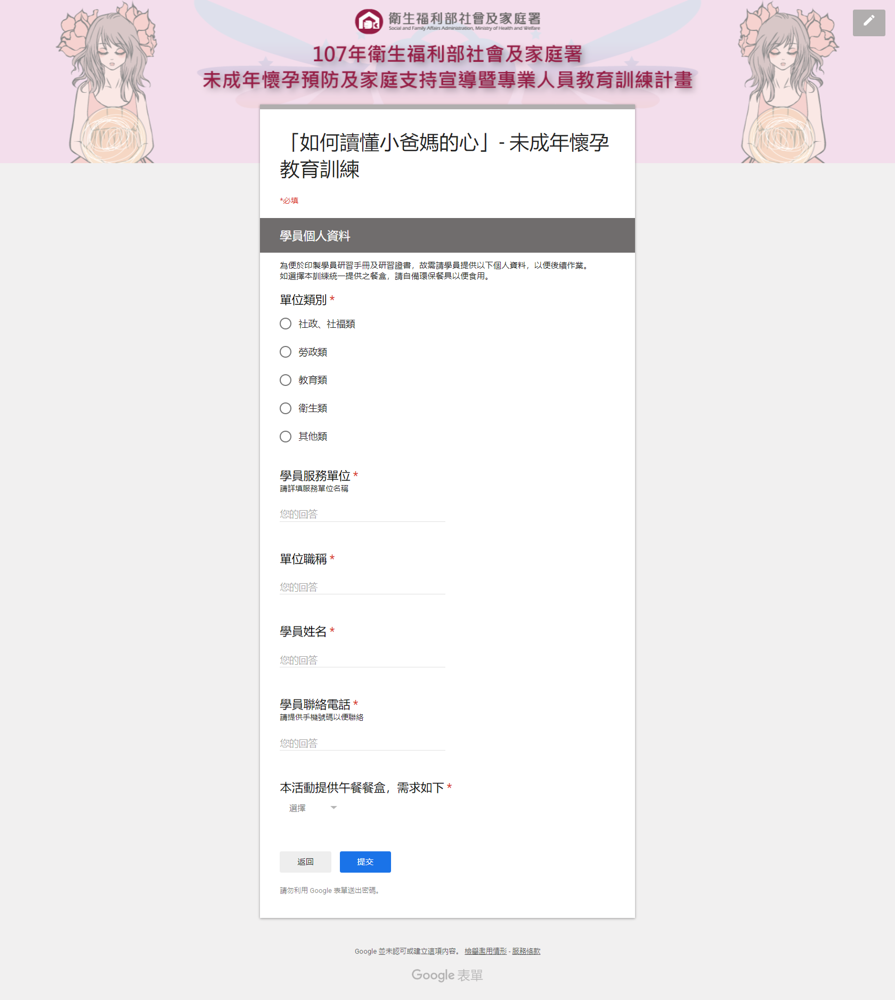 衛生福利部社會及家庭署
Social and Family Affairs Administration, Ministry of Health and Welfare
107年衛生福利部社會及家庭署
未成年懷孕預防及家庭支持宣導暨專業人員教育訓練計畫
「如何讀懂小爸媽的心」- 未成年懷孕
教育訓練
*必填
學員個人資料
為便於印製學員研習手冊及研習證書，故需請學員提供以下個人資料，以便後續作業。
如選擇本訓練統一提供之餐盒，請自備環保餐具以便食用。
單位類別 *
社政、社福類
勞政類
教育類
衛生類
其他類
學員服務單位 *
請詳填服務單位名稱
您的回答
單位職稱 *
您的回答
學員姓名 *
您的回答
學員聯絡電話 *
請提供手機號碼以便聯絡
您的回答
本活動提供午餐餐盒，需求如下 *
選擇
返回 提交
請勿利用 Google 表單送出密碼。
Google 並未認可或建立這項內容。 檢舉濫用情形 - 服務條款
Google 表單